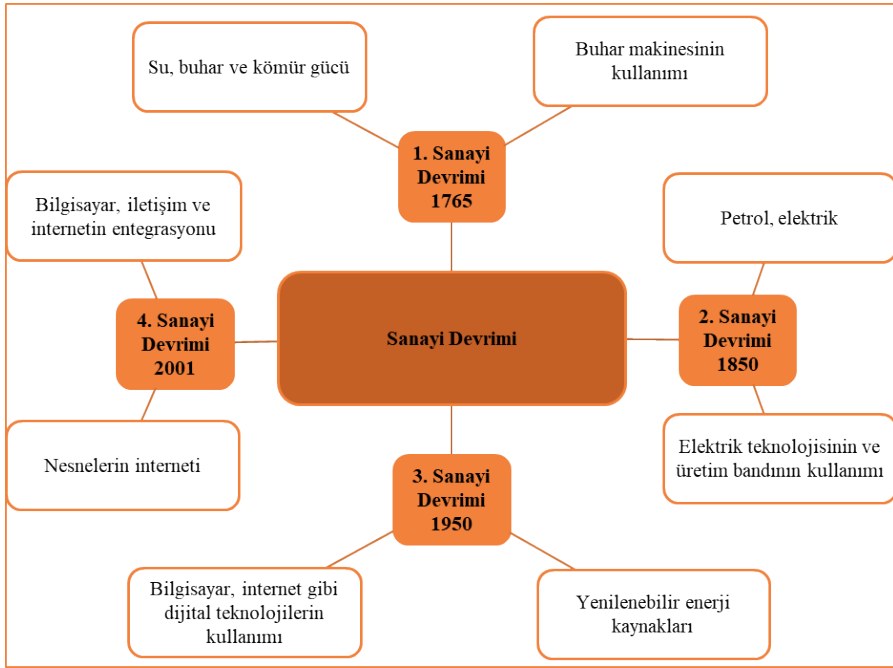 Su, buhar ve kömür gücü
Buhar makinesinin
kullanımı
1. Sanayi
Devrimi
1765
Bilgisayar, iletişim ve
internetin entegrasyonu
Petrol, elektrik
4. Sanayi
Devrimi
2001
Sanayi Devrimi
2. Sanayi
Devrimi
1850
Nesnelerin interneti
Elektrik teknolojisinin ve
üretim bandının kullanımı
3. Sanayi
Devrimi
1950
Bilgisayar, internet gibi
dijital teknolojilerin
kullanımı
Yenilenebilir enerji
kaynakları